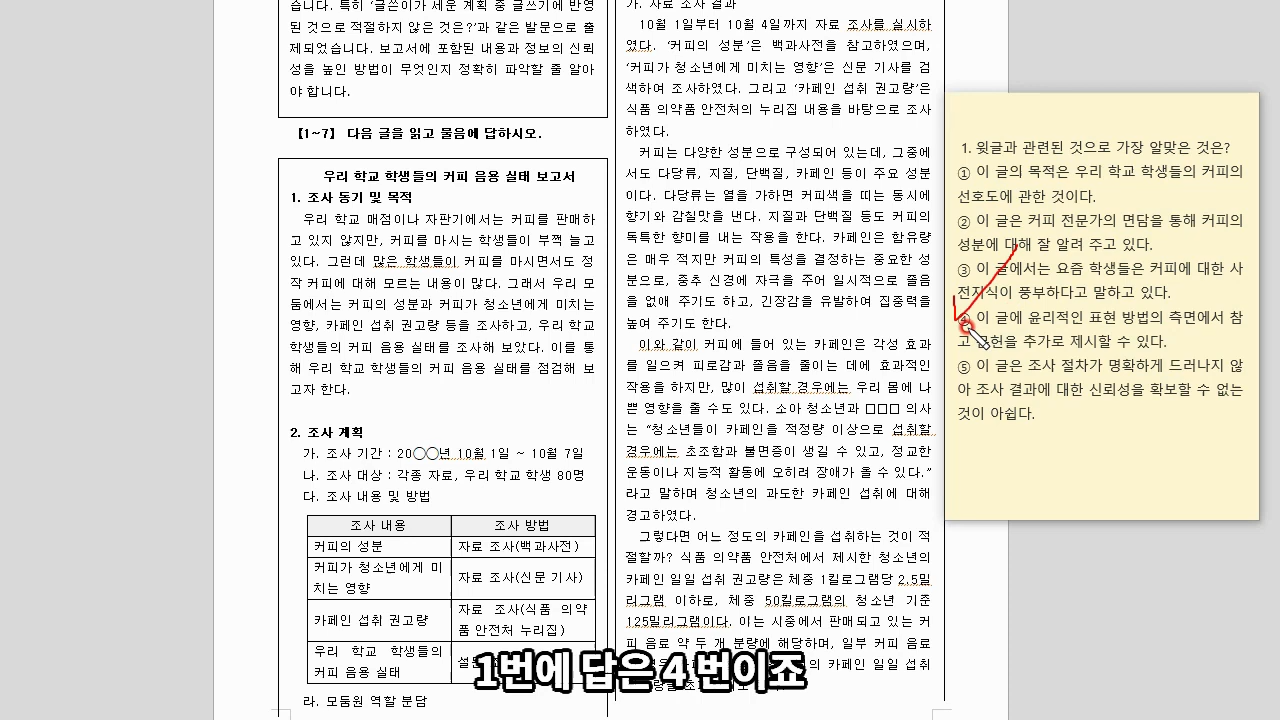 습니다. 특히 '글쓴이가 세운 계획 중 글쓰기에 반영
된 것으로 적절하지 않은 것은?'과 같은 발문으로 출
제되었습니다. 보고서에 포함된 내용과 정보의 신뢰
성을 높인 방법이 무엇인지 정확히 파악할 줄 알아
야 합니다.
【1~7】 다음 글을 읽고 물음에 답하시오.
우리 학교 학생들의 커피 음용 실태 보고서
1. 조사 동기 및 목적
우리 학교 매점이나 자판기에서는 커피를 판매하
고 있지 않지만, 커피를 마시는 학생들이 부쩍 늘고
있다. 그런데 많은 학생들이 커피를 마시면서도 정
작 커피에 대해 모르는 내용이 많다. 그래서 우리 모
둠에서는 커피의 성분과 커피가 청소년에게 미치는
영향, 카페인 섭취 권고량 등을 조사하고, 우리 학교
학생들의 커피 음용 실태를 조사해 보았다. 이를 통
해 우리 학교 학생들의 커피 음용 실태를 점검해 보
고자 한다.
2. 조사 계획
가. 조사 기간 : 20◯◯년 10월 1일 ~ 10월 7일
나. 조사 대상 : 각종 자료, 우리 학교 학생 80명
다. 조사 내용 및 방법
조사 내용 조사 방법
커피의 성분 자료 조사(백과사전)
커피가 청소년에게 미
치는 영향 자료 조사(신문 기사)
카페인 섭취 권고량 자료 조사(식품 의약
품 안전처 누리집)
우리 학교 학생들의
커피 음용 실태 설
라. 모둠원 역할 분담
가. 자료 조사 결과
10월 1일부터 10월 4일까지 자료 조사를 실시하
였다. '커피의 성분'은 백과사전을 참고하였으며,
'커피가 청소년에게 미치는 영향'은 신문 기사를 검
색하여 조사하였다. 그리고 '카페인 섭취 권고량'은
식품 의약품 안전처의 누리집 내용을 바탕으로 조사
하였다.
커피는 다양한 성분으로 구성되어 있는데, 그중에
서도 다당류, 지질, 단백질, 카페인 등이 주요 성분
이다. 다당류는 열을 가하면 커피색을 띠는 동시에
향기와 감칠맛을 낸다. 지질과 단백질 등도 커피의
독특한 향미를 내는 작용을 한다. 카페인은 함유량
은 매우 적지만 커피의 특성을 결정하는 중요한 성
분으로, 중추 신경에 자극을 주어 일시적으로 졸음
을 없애 주기도 하고, 긴장감을 유발하여 집중력을
높여 주기도 한다.
이와 같이 커피에 들어 있는 카페인은 각성 효과
를 일으켜 피로감과 졸음을 줄이는 데에 효과적인
작용을 하지만, 많이 섭취할 경우에는 우리 몸에 나
쁜 영향을 줄 수도 있다. 소아 청소년과 □□□ 의사
는 "청소년들이 카페인을 적정량 이상으로 섭취할
경우에는 초조함과 불면증이 생길 수 있고, 정교한
운동이나 지능적 활동에 오히려 장애가 올 수 있다."
라고 말하며 청소년의 과도한 카페인 섭취에 대해
경고하였다.
그렇다면 어느 정도의 카페인을 섭취하는 것이 적
절할까? 식품 의약품 안전처에서 제시한 청소년의
카페인 일일 섭취 권고량은 체중 1킬로그램당 2.5밀
리그램 이하로, 체중 50킬로그램의 청소년 기준
125밀리그램이다. 이는 시중에서 판매되고 있는 커
피 음료 약 두 개 분량에 해당하며, 일부 커피 음료
의 카페인 일일 섭취
1. 윗글과 관련된 것으로 가장 알맞은 것은?
① 이 글의 목적은 우리 학교 학생들의 커피의
선호도에 관한 것이다.
② 이 글은 커피 전문가의 면담을 통해 커피의
성분에 대해 잘 알려 주고 있다.
③ 이 글에서는 요즘 학생들은 커피에 대한 사
전지식이 풍부하다고 말하고 있다.
④ 이 글에 윤리적인 표현 방법의 측면에서 참
고 문헌을 추가로 제시할 수 있다.
⑤ 이 글은 조사 절차가 명확하게 드러나지 않
아 조사 결과에 대한 신뢰성을 확보할 수 없는
것이 아쉽다.
1번에 답은 4 번이죠